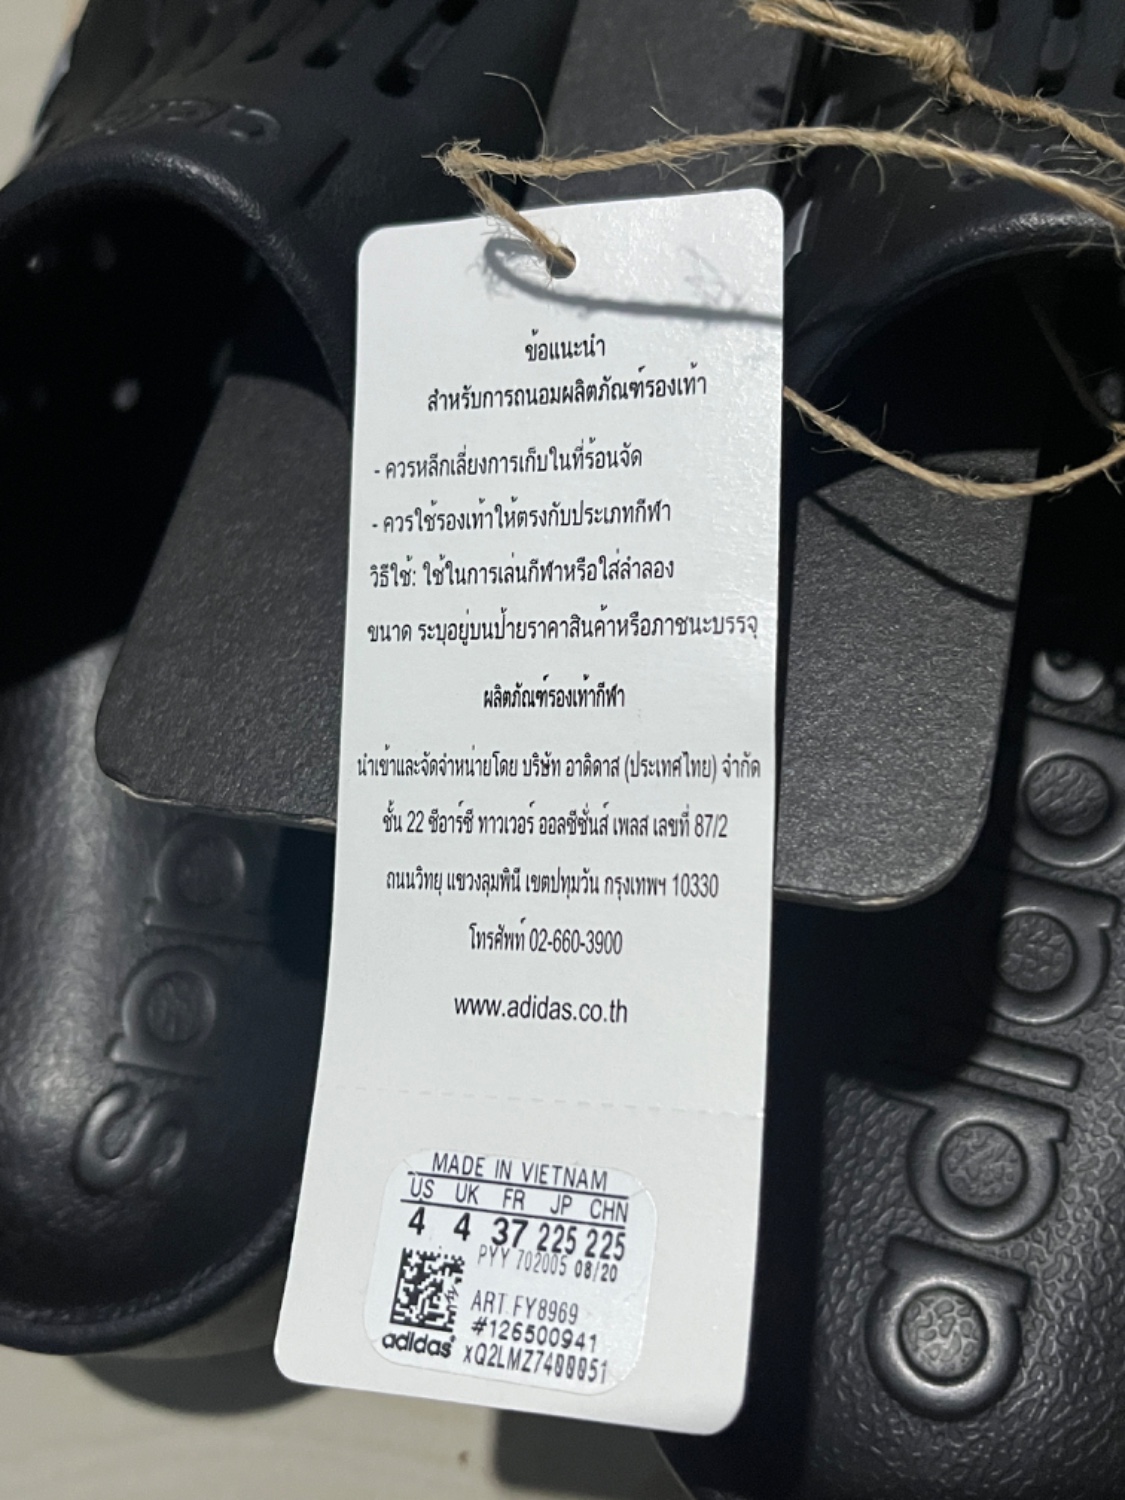 ข้อแนะนำ
สำหรับการถนอมผลิตภัณฑ์รองเท้า
- ควรหลีกเลี่ยงการเก็บในที่ร้อนจัด
- ควรใช้รองเท้าให้ตรงกับประเภทกีฬา
วิธีใช้: ใช้ในการเล่นกีฬาหรือใส่ลำลอง
ขนาด ระบุอยู่บนป้ายราคาสินค้าหรือภาชนะบรรจุ
ผลิตภัณฑ์รองเท้ากีฬา
นำเข้าและจัดจำหน่ายโดย บริษัท อาดิดาส (ประเทศไทย) จำกัด
ชั้น 22 ซีอาร์ซี ทาวเวอร์ ออลซีซั่นส์ เพลส เลขที่ 87/2
ถนนวิทยุ แขวงลุมพินี เขตปทุมวัน กรุงเทพฯ 10330
โทรศัพท์ 02-660-3900
www.adidas.co.th
MADE IN VIETNAM
US UK FR JP CHN
4 4 37 225 225
PYY 702005 08/20
ART. FY8969
#126500941
adidas xQ2LMZ7400051
adidas
adidas